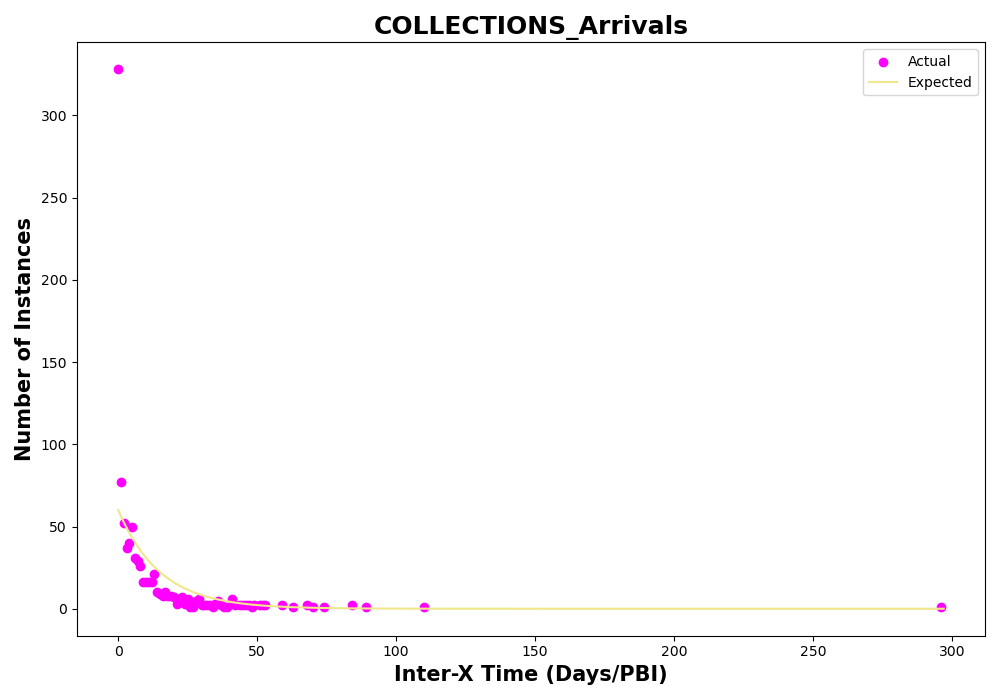 COLLECTIONS_Arrivals
Actual
Expected
Number of Instances
300
250
200
150
100
50
0
0 50 100 150 200 250 300
Inter-X Time (Days/PBI)